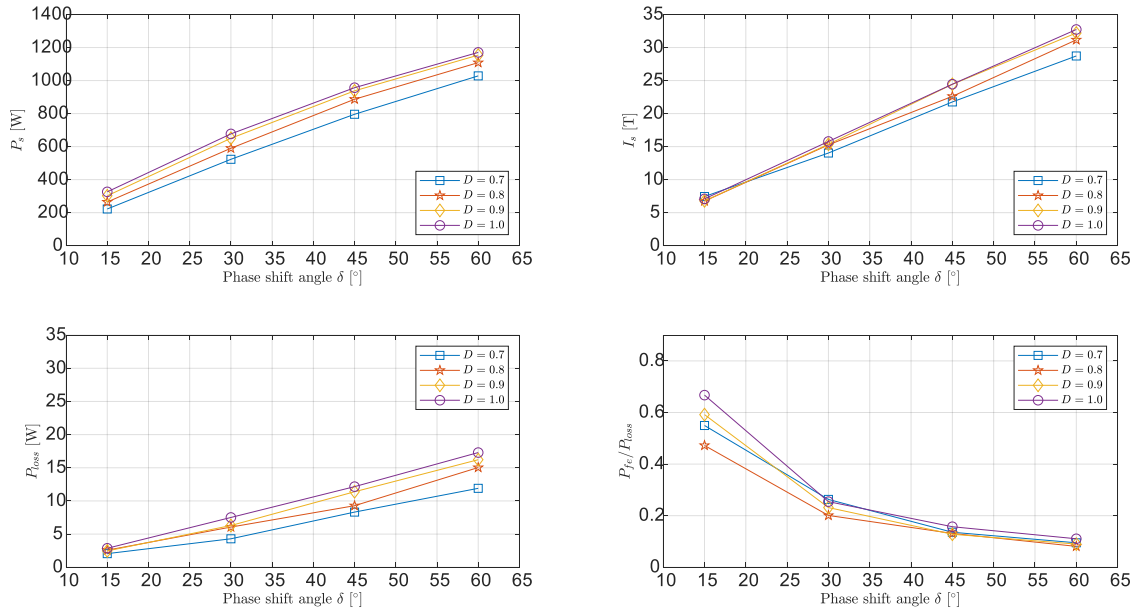 1400
1200
1000
800
600
400
200
0
P_s [W]
10 15 20 25 30 35 40 45 50 55 60 65
Phase shift angle δ [°]
D = 0.7
D = 0.8
D = 0.9
D = 1.0
35
30
25
20
15
10
5
0
I_s [T]
10 15 20 25 30 35 40 45 50 55 60 65
Phase shift angle δ [°]
D = 0.7
D = 0.8
D = 0.9
D = 1.0
35
30
25
20
15
10
5
0
P_loss [W]
10 15 20 25 30 35 40 45 50 55 60 65
Phase shift angle δ [°]
D = 0.7
D = 0.8
D = 0.9
D = 1.0
0.8
0.6
0.4
0.2
0
P_fe/P_loss
10 15 20 25 30 35 40 45 50 55 60 65
Phase shift angle δ [°]
D = 0.7
D = 0.8
D = 0.9
D = 1.0